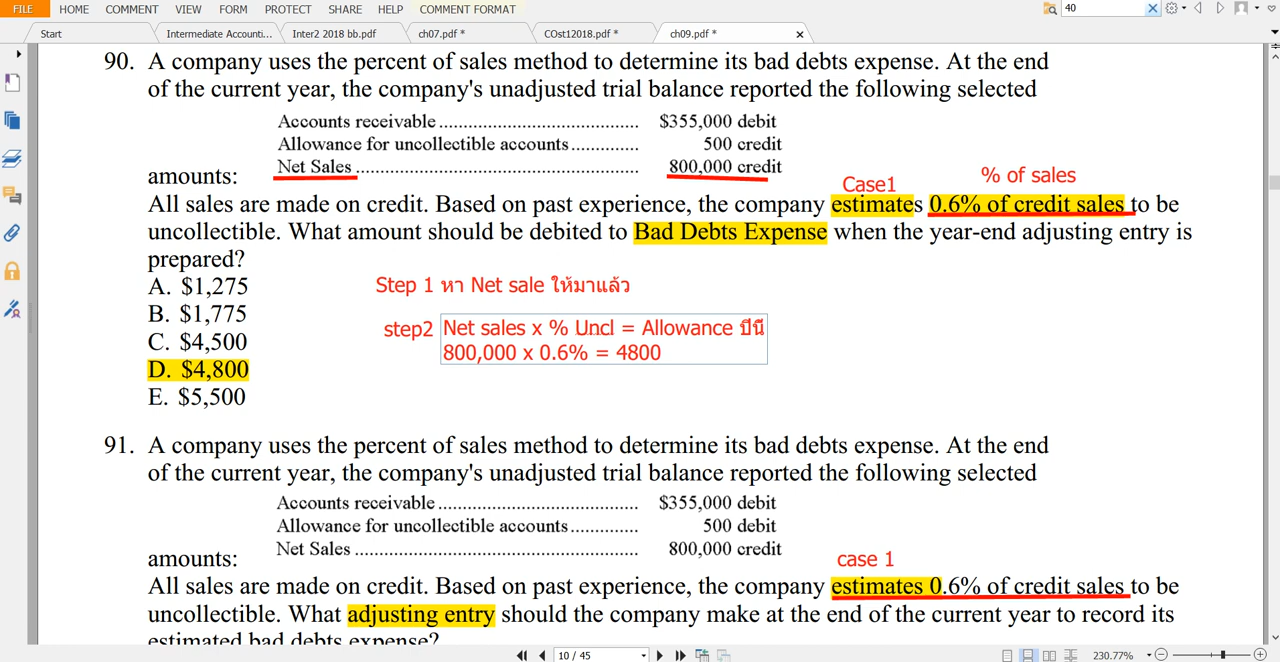 FILE HOME COMMENT VIEW FORM PROTECT SHARE HELP COMMENT FORMAT 40
Start Intermediate Accounti... Inter2 2018 bb.pdf ch07.pdf * COst12018.pdf * ch09.pdf *
90. A company uses the percent of sales method to determine its bad debts expense. At the end
of the current year, the company's unadjusted trial balance reported the following selected
Accounts receivable ........................................ $355,000 debit
Allowance for uncollectible accounts .............. 500 credit
Net Sales ........................................................... 800,000 credit
amounts:
Case1 % of sales
All sales are made on credit. Based on past experience, the company estimates 0.6% of credit sales to be
uncollectible. What amount should be debited to Bad Debts Expense when the year-end adjusting entry is
prepared?
A. $1,275
B. $1,775
C. $4,500
D. $4,800
E. $5,500
Step 1 หา Net sale ให้มาแล้ว
step2 Net sales x % Uncl = Allowance ปีนี้
800,000 x 0.6% = 4800
91. A company uses the percent of sales method to determine its bad debts expense. At the end
of the current year, the company's unadjusted trial balance reported the following selected
Accounts receivable ........................................ $355,000 debit
Allowance for uncollectible accounts .............. 500 debit
Net Sales ........................................................... 800,000 credit
amounts:
case 1
All sales are made on credit. Based on past experience, the company estimates 0.6% of credit sales to be
uncollectible. What adjusting entry should the company make at the end of the current year to record its
estimated bad debts expense?
10 / 45 230.77%